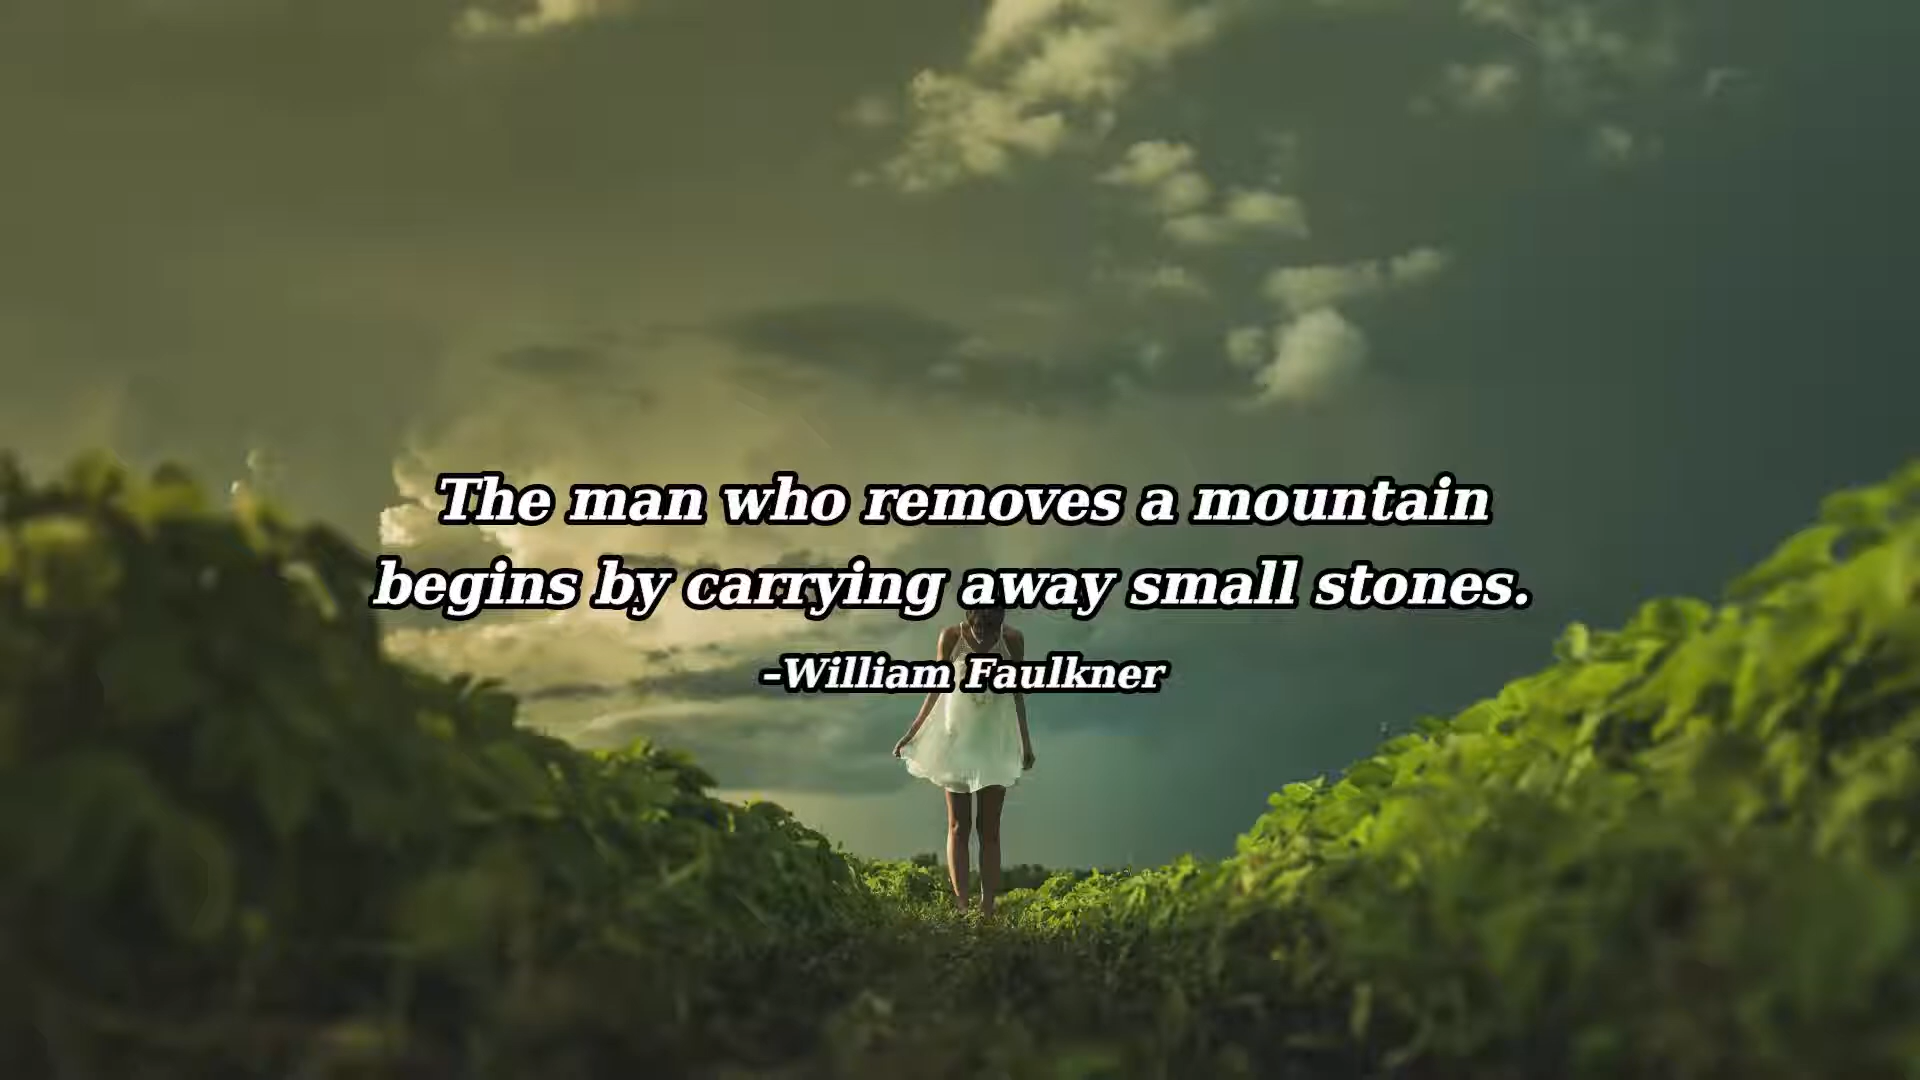 The man who removes a mountain
begins by carrying away small stones.
–William Faulkner